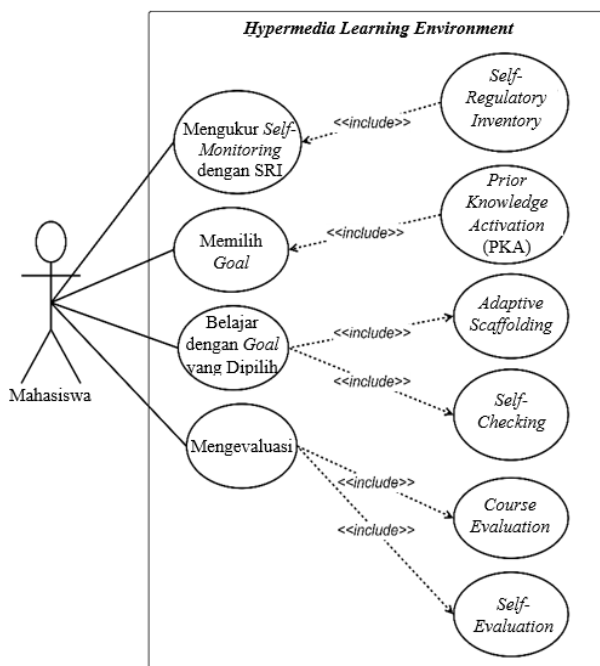 Hypermedia Learning Environment
Self-
Regulatory
Inventory
<<include>>
Mengukur Self-
Monitoring
dengan SRI
Prior
Knowledge
Activation
(PKA)
<<include>>
Memilih
Goal
Adaptive
Scaffolding
<<include>>
Belajar
dengan Goal
yang Dipilih
<<include>>
Self-
Checking
Mahasiswa
Mengevaluasi
<<include>>
Course
Evaluation
<<include>>
Self-
Evaluation